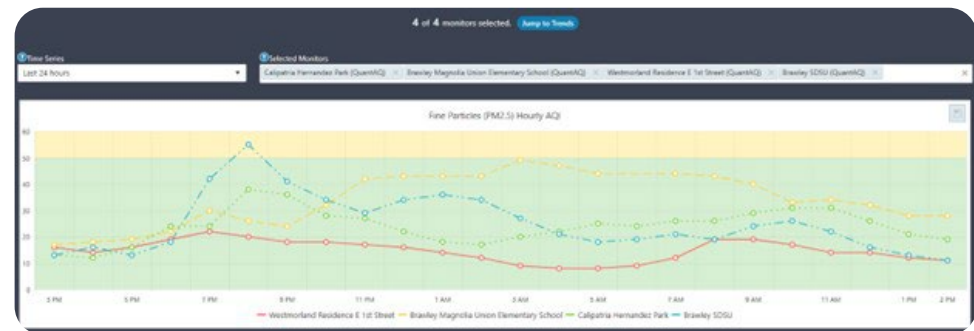 4 of 4 monitors selected. Jump to Trends
Time Series
Selected Monitors
Last 24 hours
Calipatria Hernandez Park (QuantAQ) × Brawley Magnolia Union Elementary School (QuantAQ) × Westmorland Residence E 1st Street (QuantAQ) × Brawley SDSU (QuantAQ) ×
Fine Particles (PM2.5) Hourly AQI
60
50
40
30
20
10
0
3 PM 5 PM 7 PM 9 PM 11 PM 1 AM 3 AM 5 AM 7 AM 9 AM 11 AM 1 PM 2 PM
Westmorland Residence E 1st Street Brawley Magnolia Union Elementary School Calipatria Hernandez Park Brawley SDSU